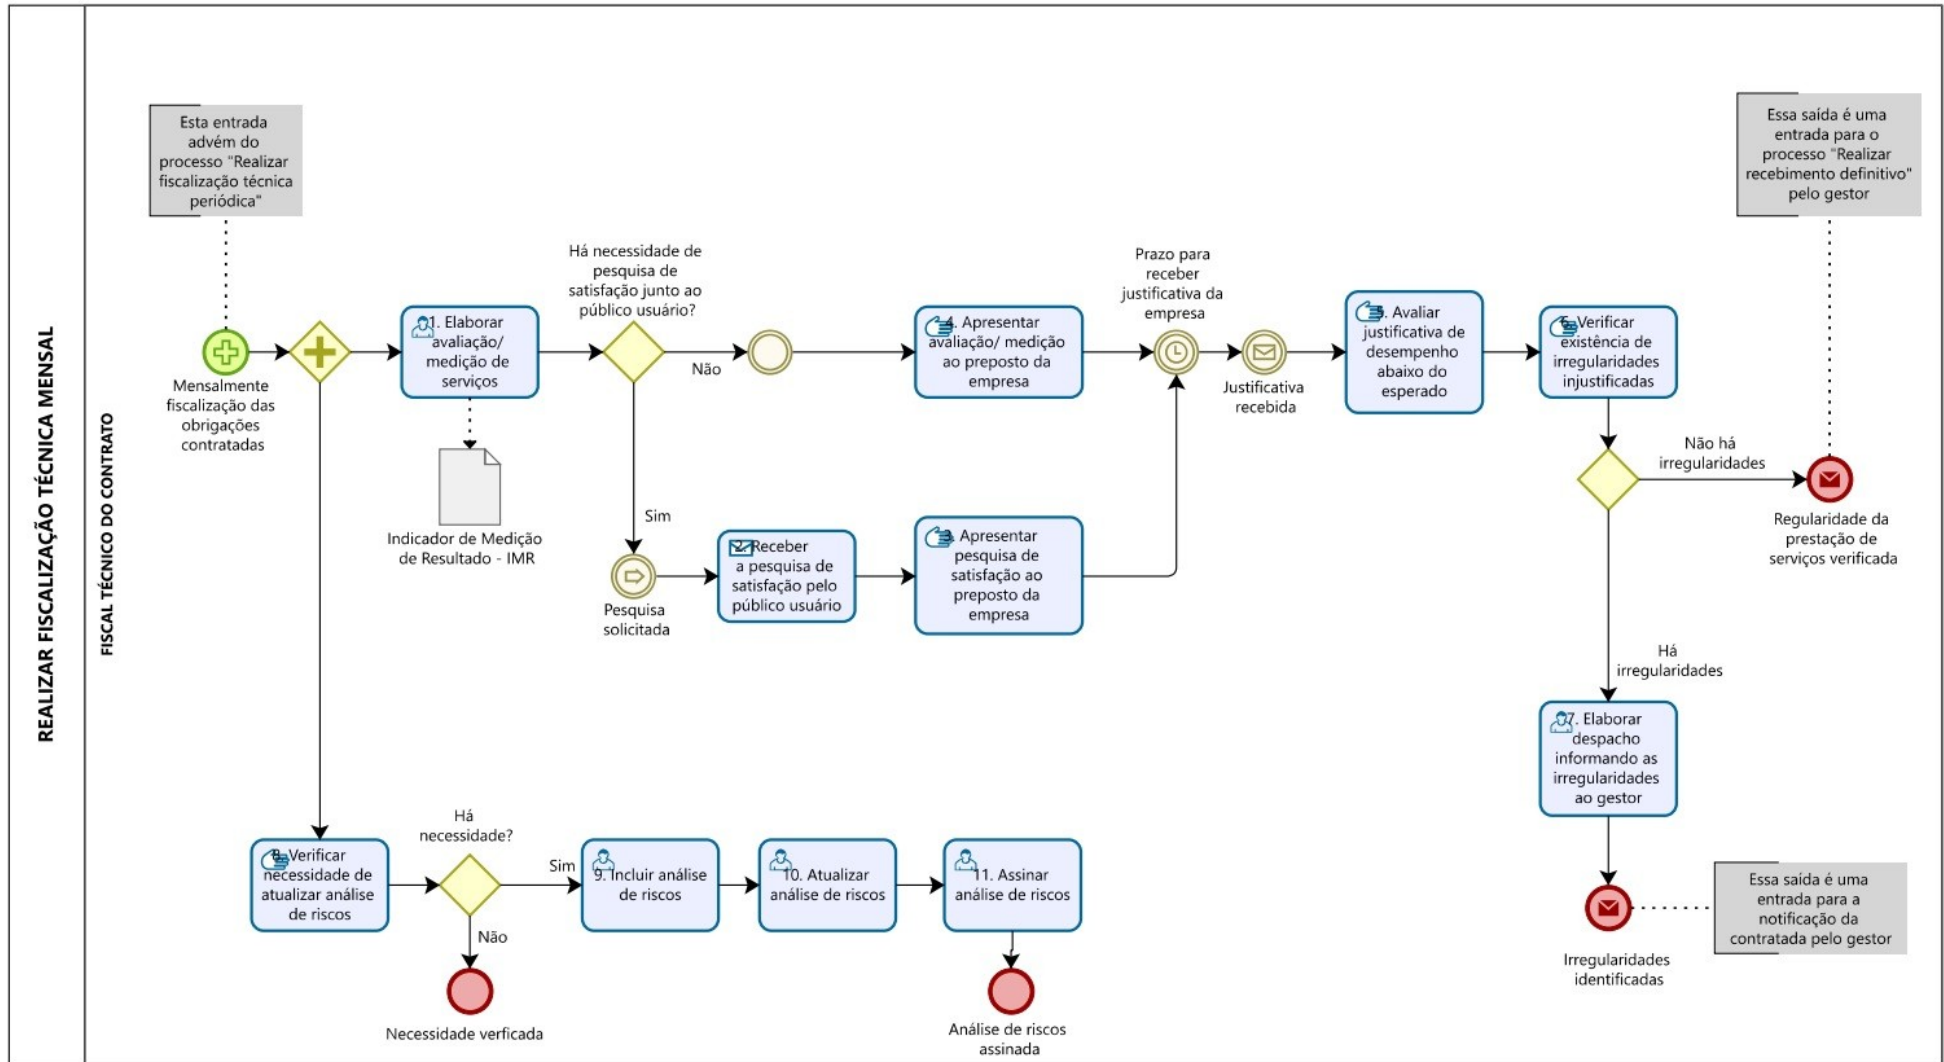 REALIZAR FISCALIZAÇÃO TÉCNICA MENSAL
FISCAL TÉCNICO DO CONTRATO
Esta entrada
advém do
processo "Realizar
fiscalização técnica
periódica"
Mensalmente
fiscalização das
obrigações
contratadas
1. Elaborar
avaliação/
medição de
serviços
Indicador de Medição
de Resultado - IMR
Há necessidade de
pesquisa de
satisfação junto ao
público usuário?
Não
Sim
Pesquisa
solicitada
2. Receber
a pesquisa de
satisfação pelo
público usuário
3. Apresentar
pesquisa de
satisfação ao
preposto da
empresa
4. Apresentar
avaliação/ medição
ao preposto da
empresa
Prazo para
receber
justificativa da
empresa
Justificativa
recebida
5. Avaliar
justificativa de
desempenho
abaixo do
esperado
6. Verificar
existência de
irregularidades
injustificadas
Não há
irregularidades
Essa saída é uma
entrada para o
processo "Realizar
recebimento definitivo"
pelo gestor
Regularidade da
prestação de
serviços verificada
Há
irregularidades
7. Elaborar
despacho
informando as
irregularidades
ao gestor
Irregularidades
identificadas
Essa saída é uma
entrada para a
notificação da
contratada pelo gestor
8. Verificar
necessidade de
atualizar análise
de riscos
Há
necessidade?
Sim
Não
Necessidade verficada
9. Incluir análise
de riscos
10. Atualizar
análise de riscos
11. Assinar
análise de riscos
Análise de riscos
assinada